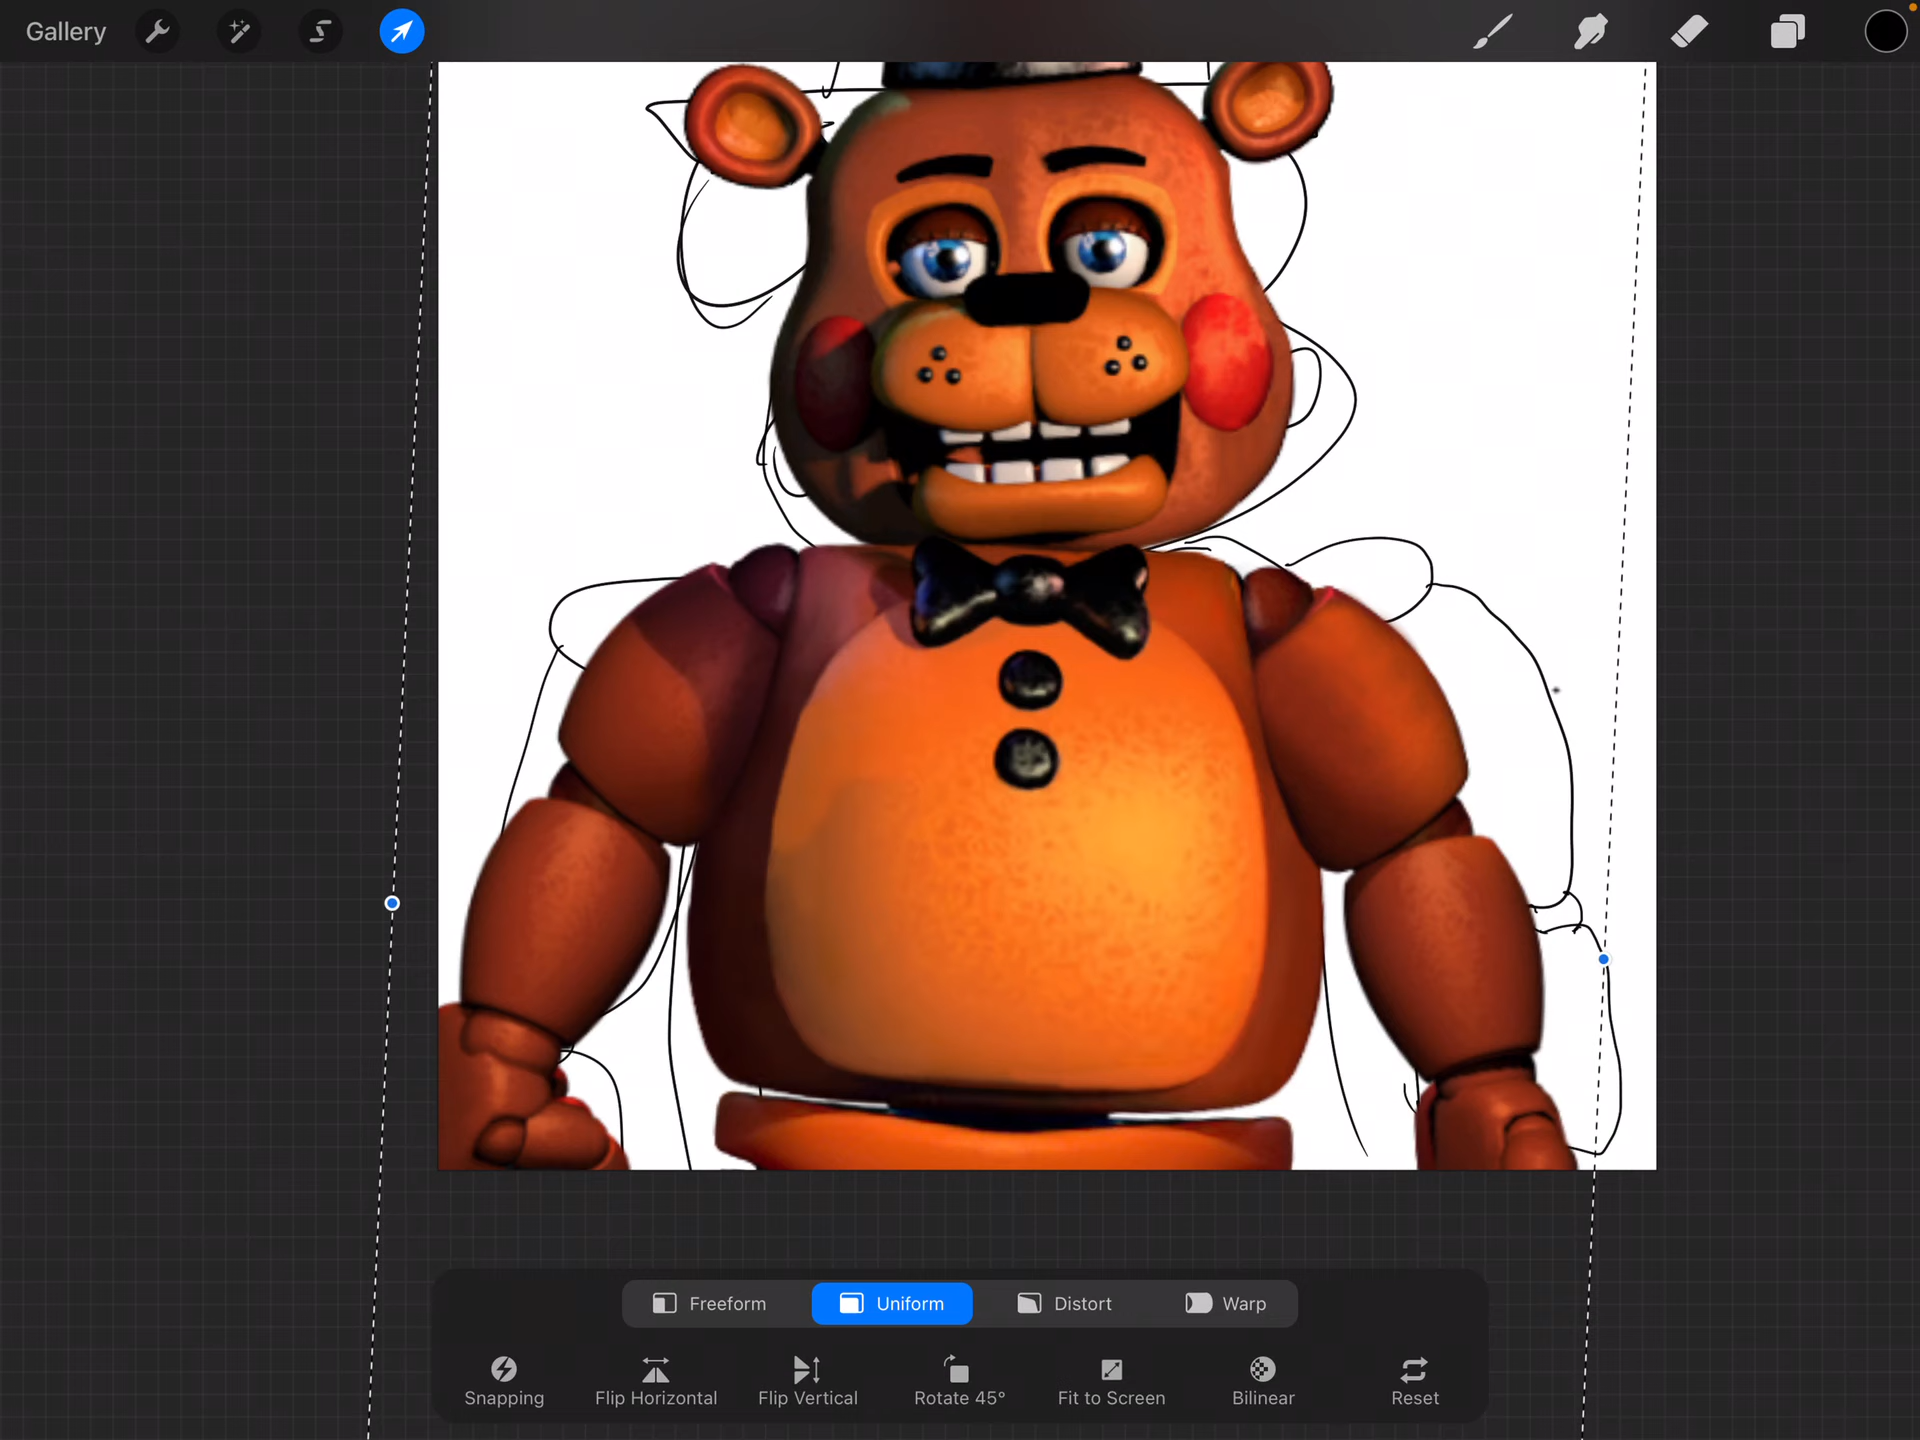 Gallery
Freeform Uniform Distort Warp
Snapping Flip Horizontal Flip Vertical Rotate 45° Fit to Screen Bilinear Reset